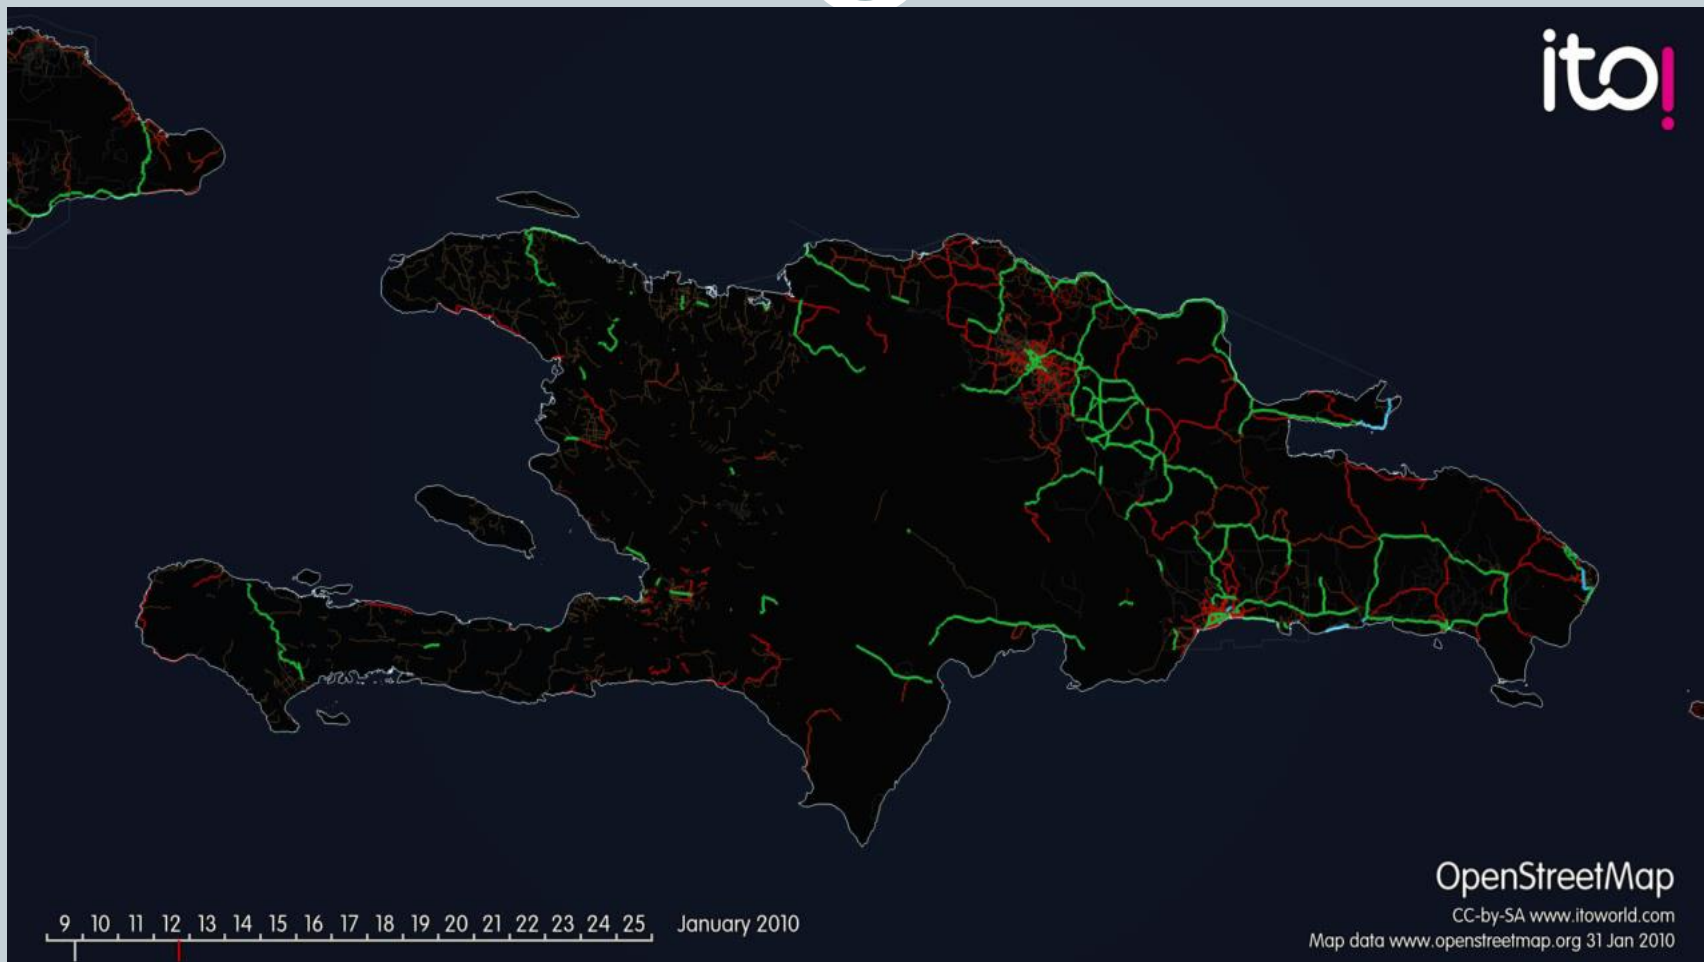 ito!
9 10 11 12 13 14 15 16 17 18 19 20 21 22 23 24 25 January 2010
OpenStreetMap
CC-by-SA www.itoworld.com
Map data www.openstreetmap.org 31 Jan 2010